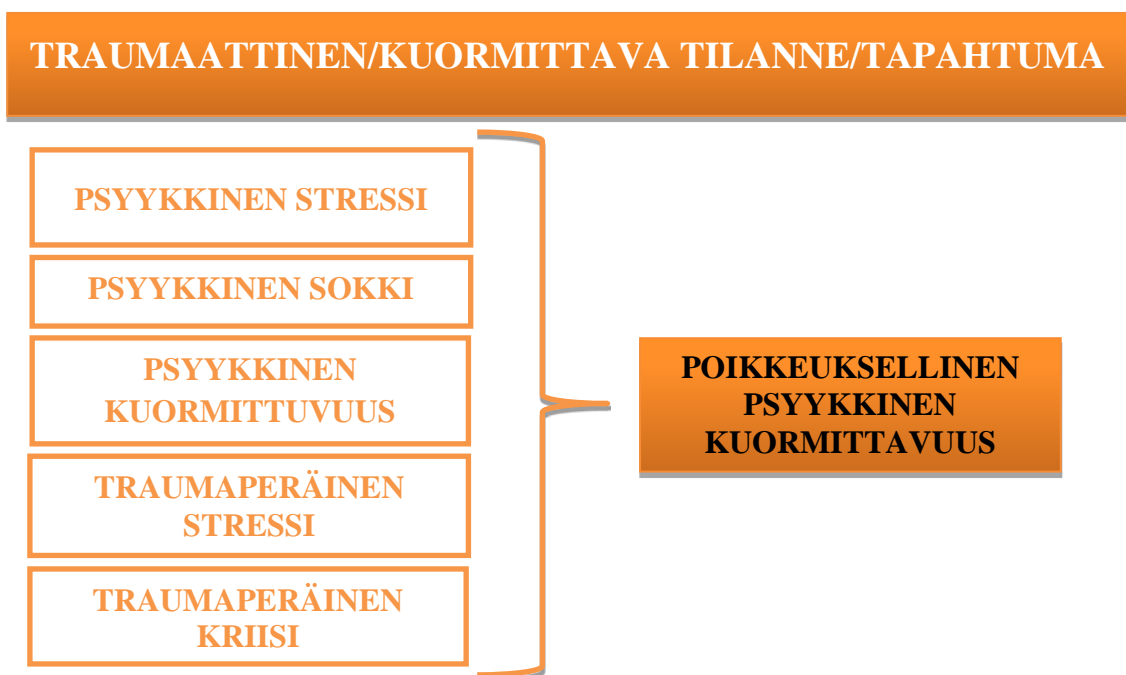 TRAUMAATTINEN/KUORMITTAVA TILANNE/TAPAHTUMA
PSYYKKINEN STRESSI
PSYYKKINEN SOKKI
PSYYKKINEN
KUORMITTUVUUS
TRAUMAPERÄINEN
STRESSI
TRAUMAPERÄINEN
KRIISI
POIKKEUKSELLINEN
PSYYKKINEN
KUORMITTAVUUS